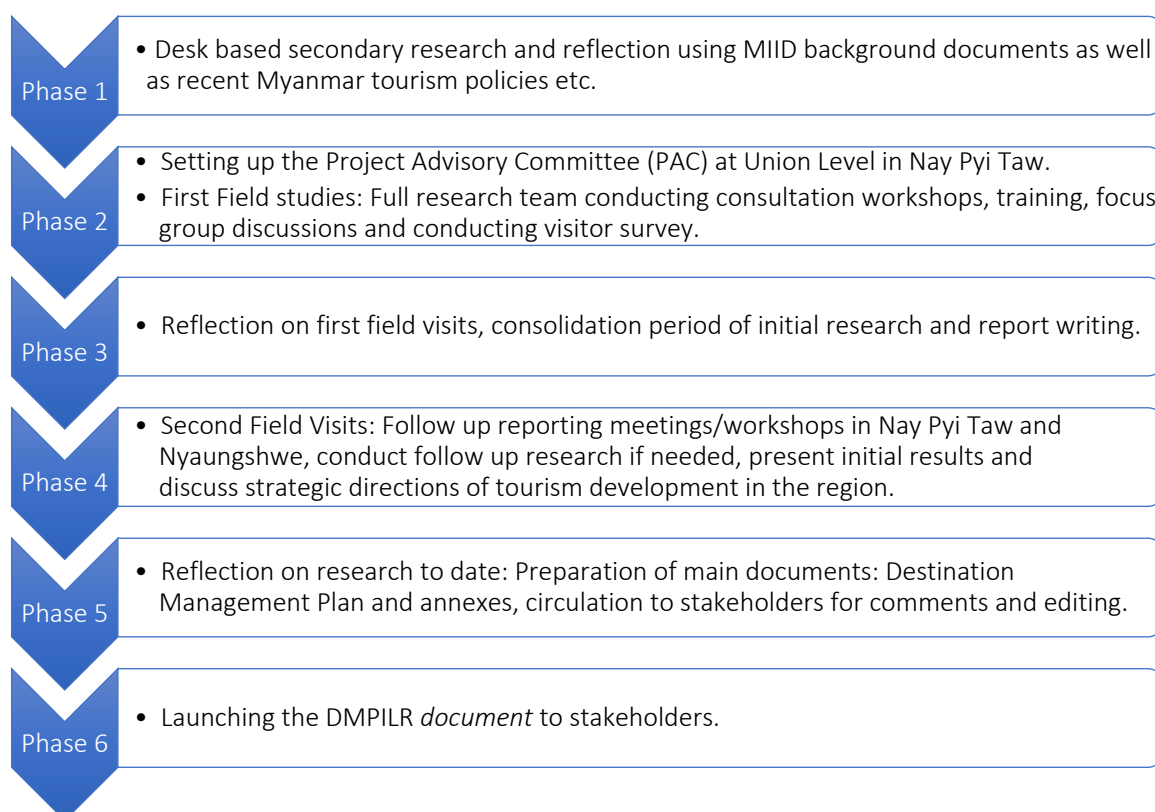 Phase 1
• Desk based secondary research and reflection using MIID background documents as well
as recent Myanmar tourism policies etc.
Phase 2
• Setting up the Project Advisory Committee (PAC) at Union Level in Nay Pyi Taw.
• First Field studies: Full research team conducting consultation workshops, training, focus
group discussions and conducting visitor survey.
Phase 3
• Reflection on first field visits, consolidation period of initial research and report writing.
Phase 4
• Second Field Visits: Follow up reporting meetings/workshops in Nay Pyi Taw and
Nyaungshwe, conduct follow up research if needed, present initial results and
discuss strategic directions of tourism development in the region.
Phase 5
• Reflection on research to date: Preparation of main documents: Destination
Management Plan and annexes, circulation to stakeholders for comments and editing.
Phase 6
• Launching the DMPILR document to stakeholders.